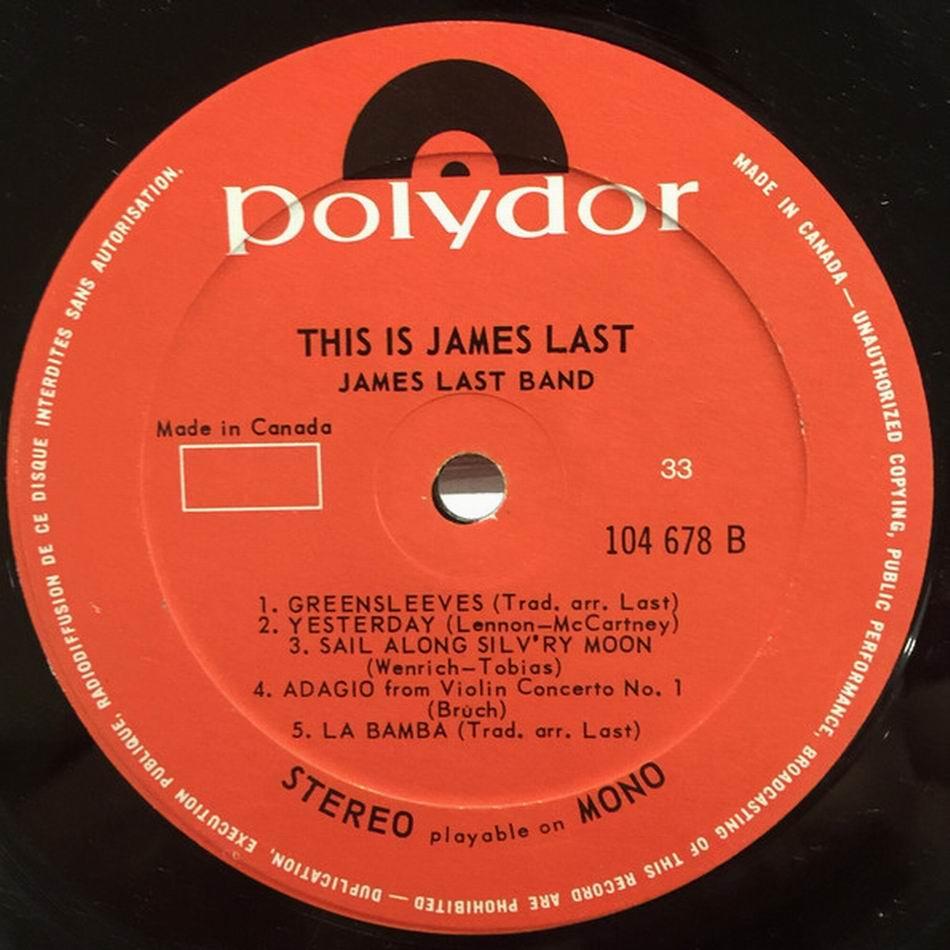 polydor
THIS IS JAMES LAST
JAMES LAST BAND
Made in Canada
33
104 678 B
1. GREENSLEEVES (Trad. arr. Last)
2. YESTERDAY (Lennon–McCartney)
3. SAIL ALONG SILV'RY MOON
(Wenrich–Tobias)
4. ADAGIO from Violin Concerto No. 1
(Bruch)
5. LA BAMBA (Trad. arr. Last)
STEREO playable on MONO
MADE IN CANADA — UNAUTHORIZED COPYING, PUBLIC PERFORMANCE, BROADCASTING OF THIS RECORD ARE PROHIBITED — DUPLICATION, EXECUTION PUBLIQUE, RADIODIFFUSION DE CE DISQUE INTERDITES SANS AUTORISATION.